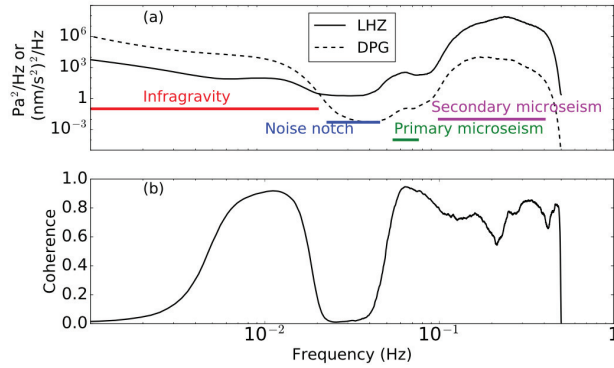 (a)
LHZ
DPG
Pa²/Hz or
(nm/s²)²/Hz
10⁶
10³
1
10⁻³
Infragravity
Noise notch
Primary microseism
Secondary microseism
(b)
Coherence
1.0
0.8
0.6
0.4
0.2
0.0
10⁻² 10⁻¹ 1
Frequency (Hz)